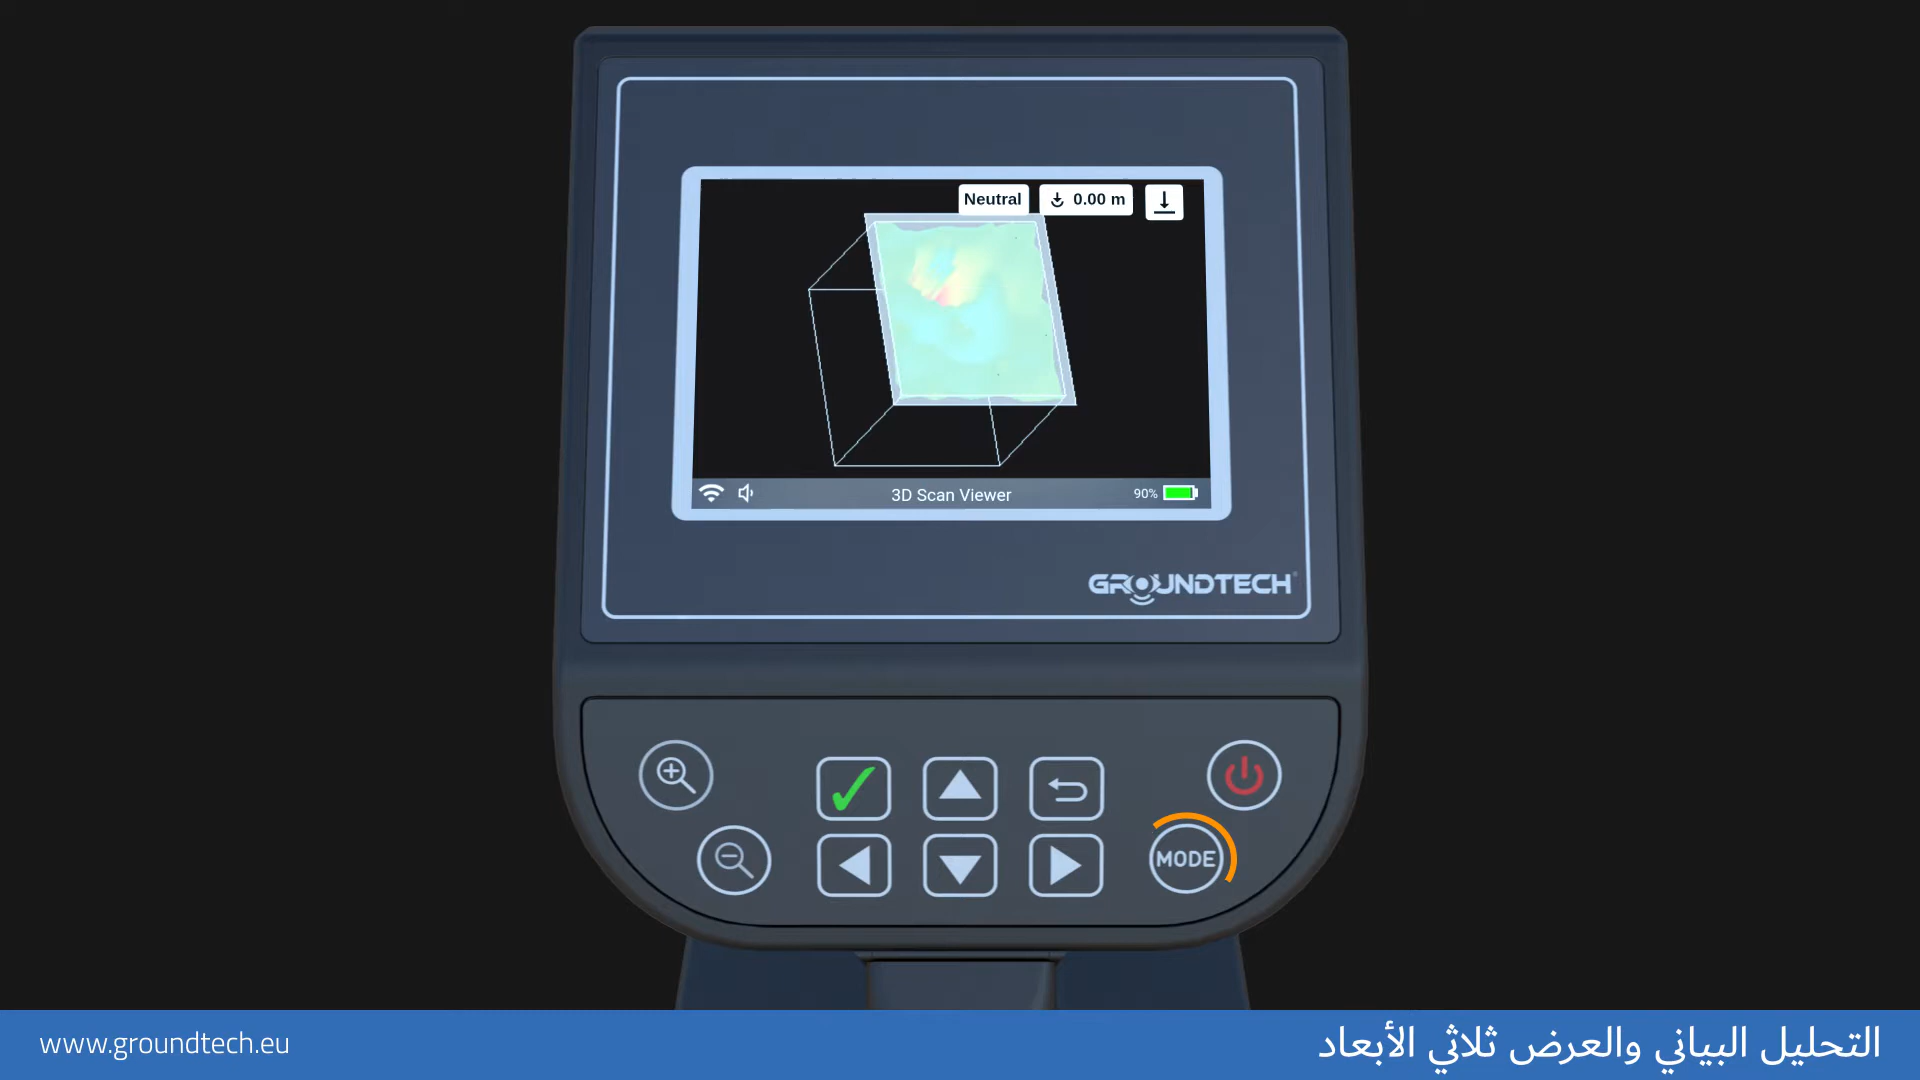 Neutral
0.00 m
3D Scan Viewer
90%
GROUNDTECH
MODE
www.groundtech.eu
التحليل البياني والعرض ثلاثي الأبعاد